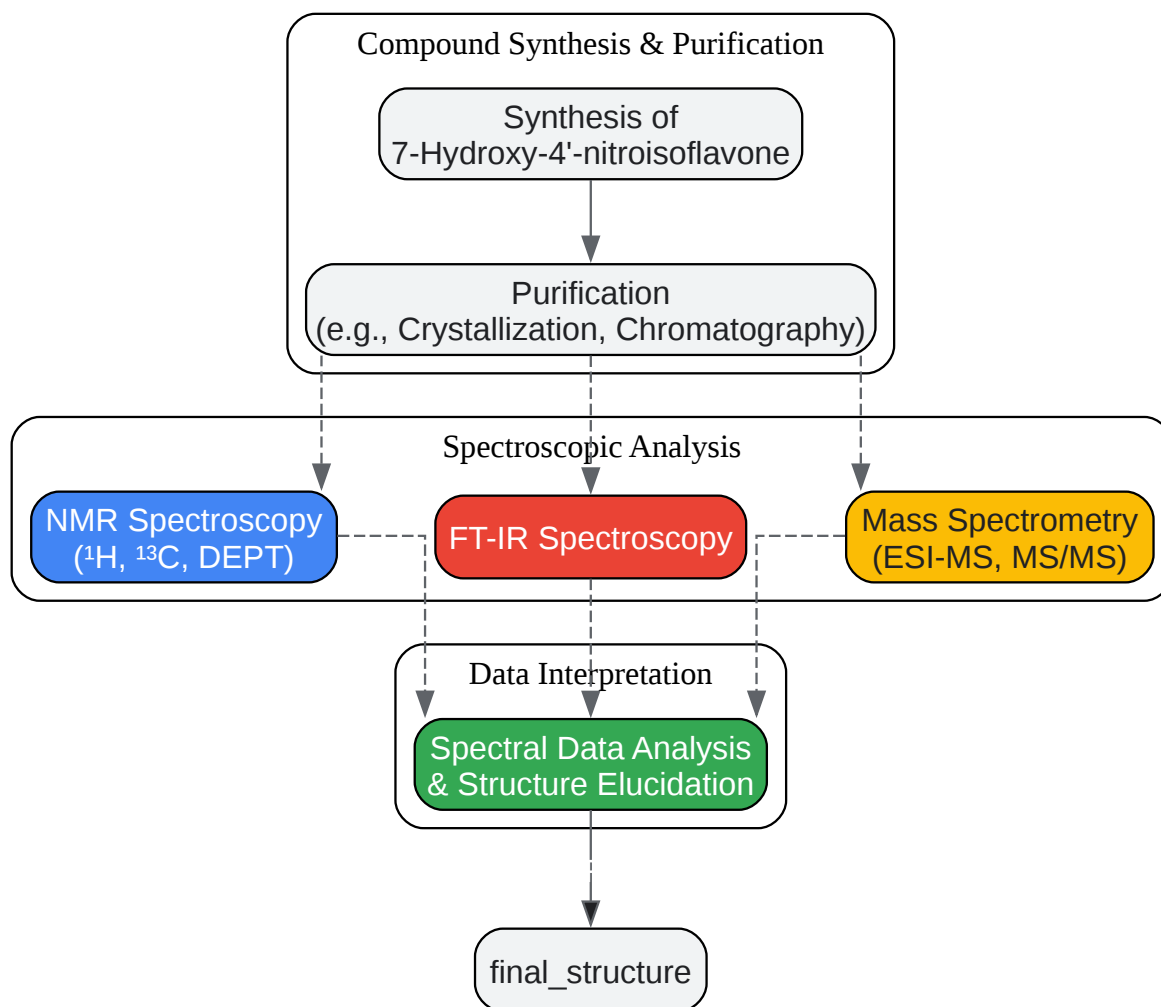 Compound Synthesis & Purification
Synthesis of
7-Hydroxy-4'-nitroisoflavone
Purification
(e.g., Crystallization, Chromatography)
Spectroscopic Analysis
NMR Spectroscopy
(¹H, ¹³C, DEPT)
FT-IR Spectroscopy
Mass Spectrometry
(ESI-MS, MS/MS)
Data Interpretation
Spectral Data Analysis
& Structure Elucidation
final_structure